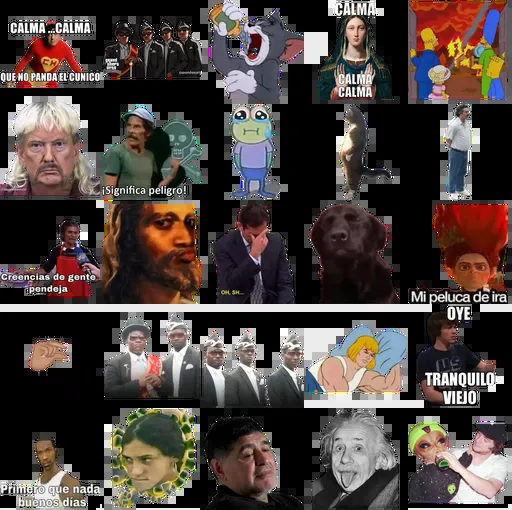 CALMA...CALMA
QUE NO PANDA EL CUNICO
CALMA
CALMA
CALMA
¡Significa peligro!
Creencias de gente
pendeja
OH, SH...
Mi peluca de ira
OYE
TRANQUILO
VIEJO
Primero que nada
buenos días